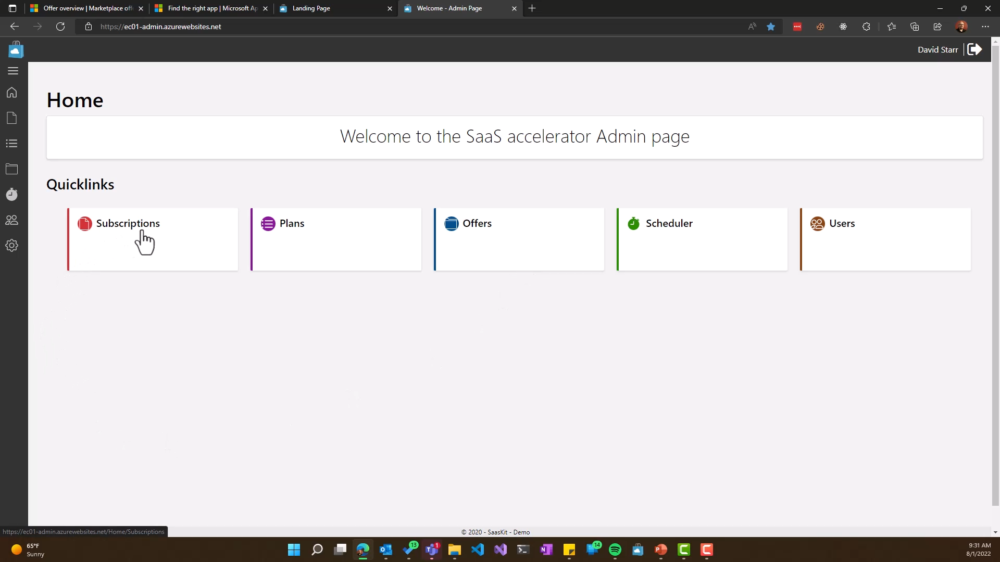 Offer overview | Marketplace off
Find the right app | Microsoft Ap
Landing Page
Welcome - Admin Page
https://ec01-admin.azurewebsites.net
David Starr
Home
Welcome to the SaaS accelerator Admin page
Quicklinks
Subscriptions
Plans
Offers
Scheduler
Users
https://ec01-admin.azurewebsites.net/Home/Subscriptions
© 2020 - SaasKit - Demo
65°F
Sunny
13
1
14
9:31 AM
8/1/2022